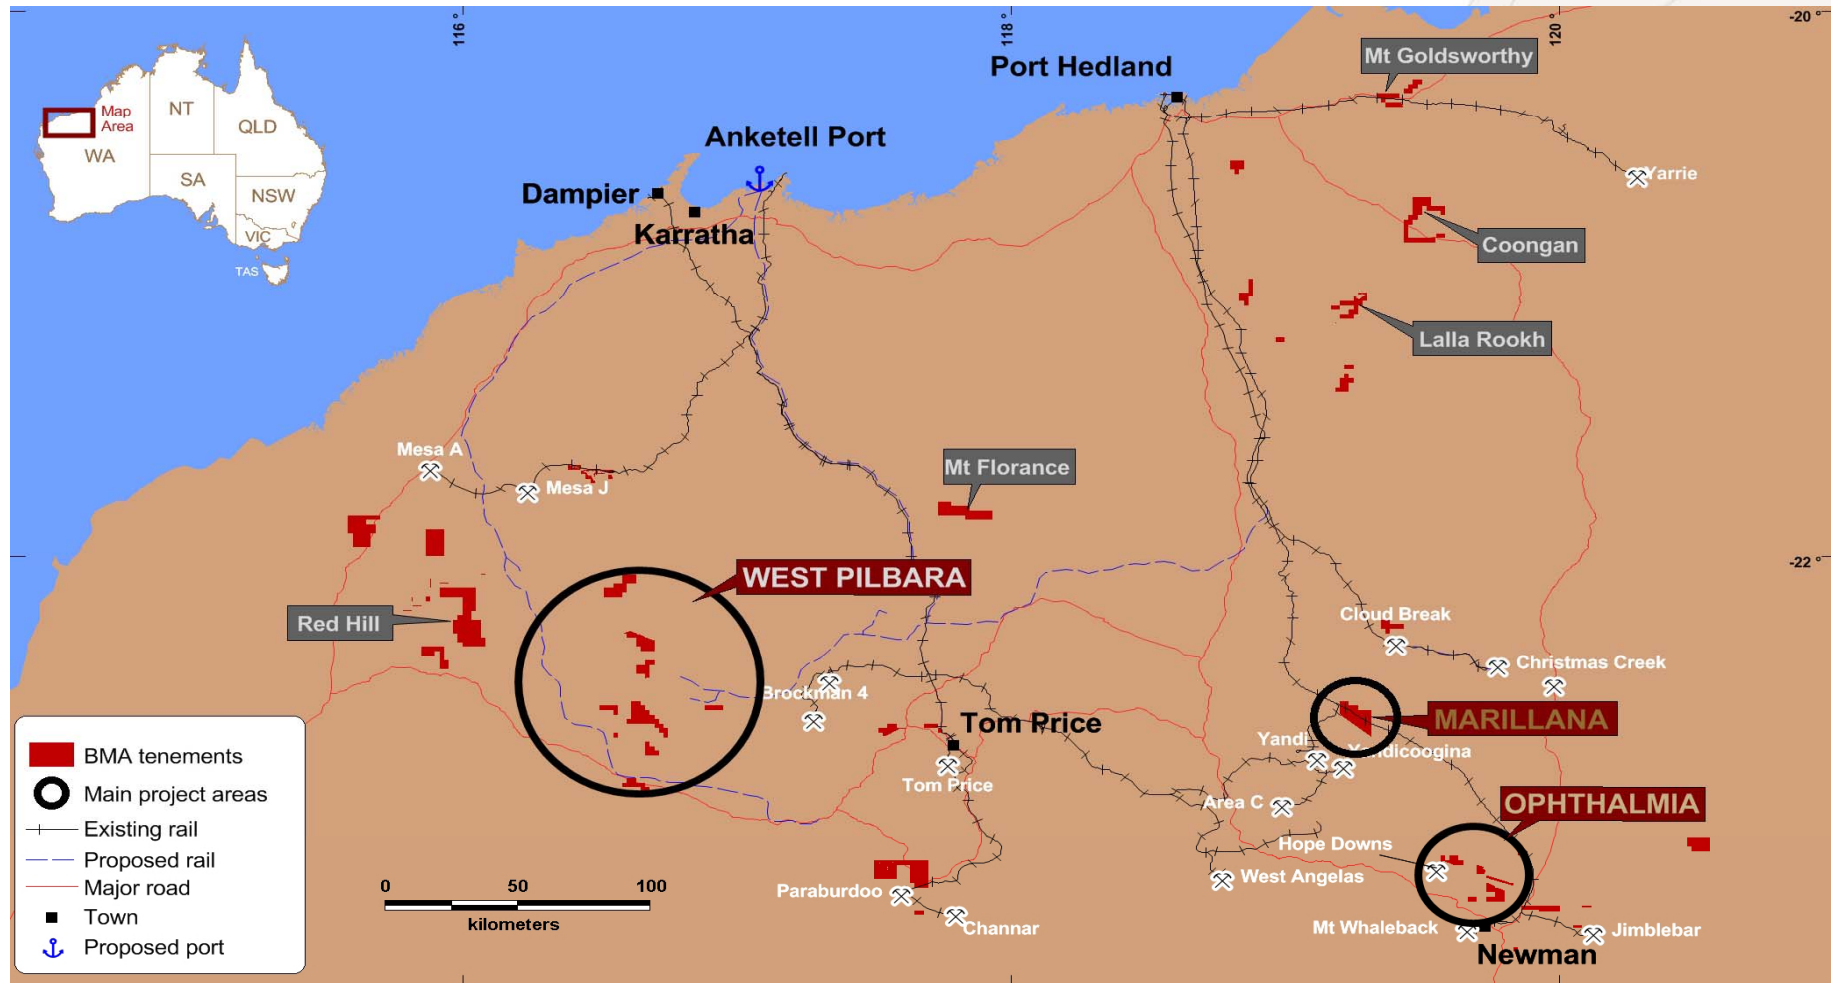 116 °
118 °
120 °
-20 °
-22 °
NT
QLD
WA
SA
NSW
VIC
TAS
Map
Area
Port Hedland
Mt Goldsworthy
Anketell Port
Dampier
Karratha
Yarrie
Coongan
Lalla Rookh
Mesa A
Mesa J
Mt Florance
WEST PILBARA
Red Hill
Cloud Break
Christmas Creek
Brockman 4
Tom Price
Tom Price
MARILLANA
Yandi
Yandicoogina
Area C
OPHTHALMIA
Hope Downs
West Angelas
Paraburdoo
Channar
Mt Whaleback
Newman
Jimblebar
BMA tenements
Main project areas
Existing rail
Proposed rail
Major road
Town
Proposed port
0 50 100
kilometers